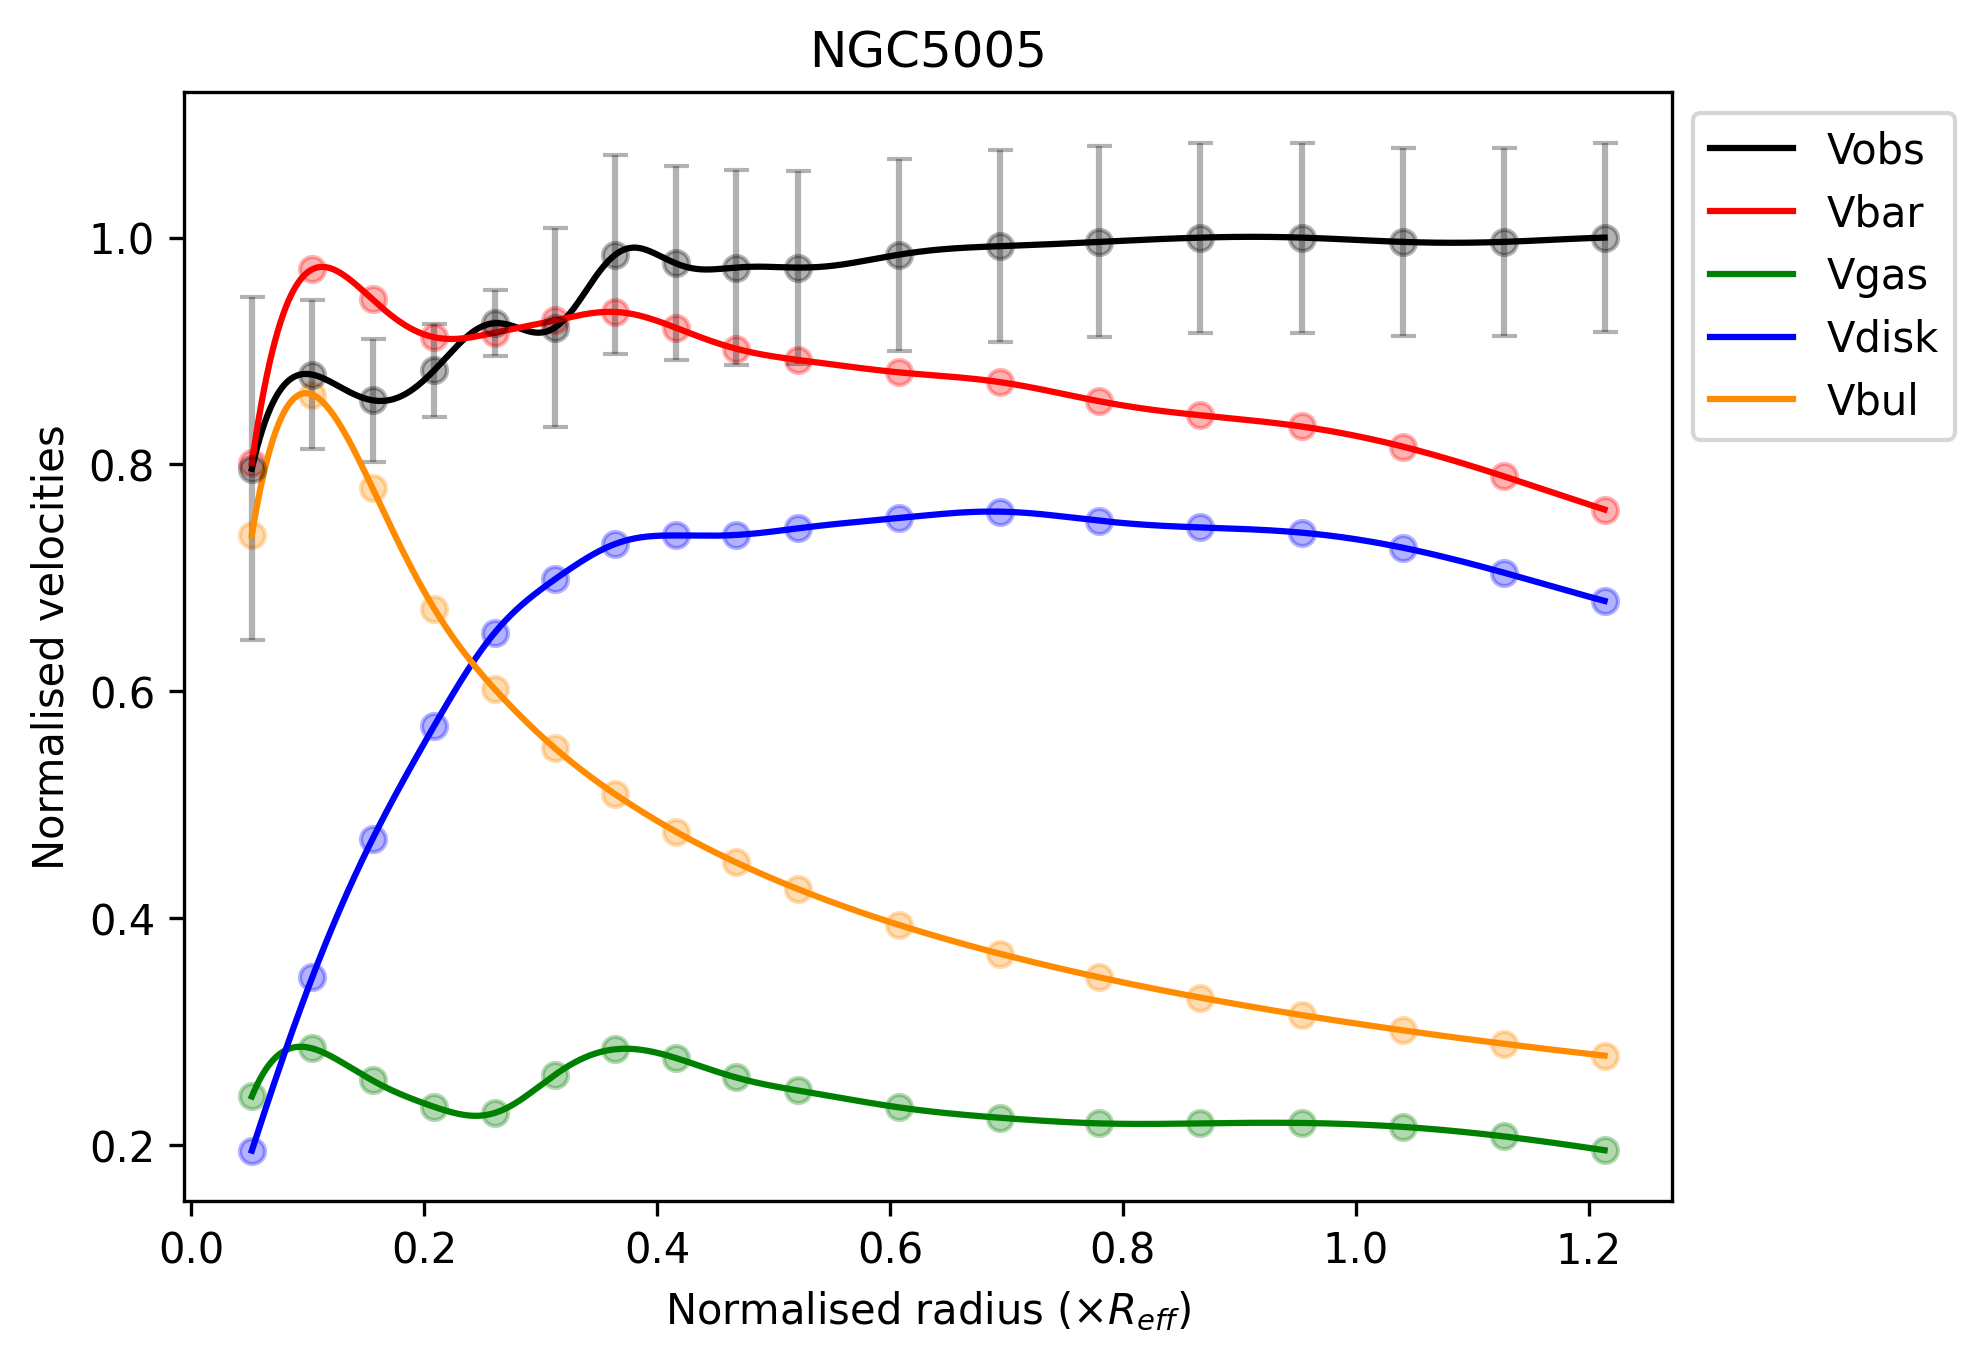 NGC5005
Normalised velocities
1.0
0.8
0.6
0.4
0.2
0.0 0.2 0.4 0.6 0.8 1.0 1.2
Normalised radius (×R_eff)
Vobs
Vbar
Vgas
Vdisk
Vbul